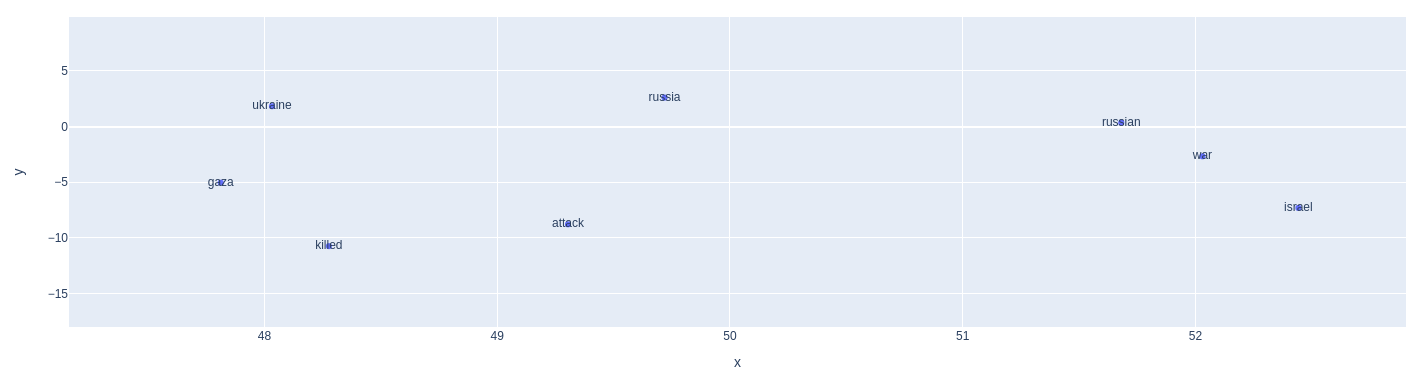 5
russia
ukraine
russian
0
war
y
gaza
−5
israel
attack
−10
killed
−15
48
49
50
51
52
x